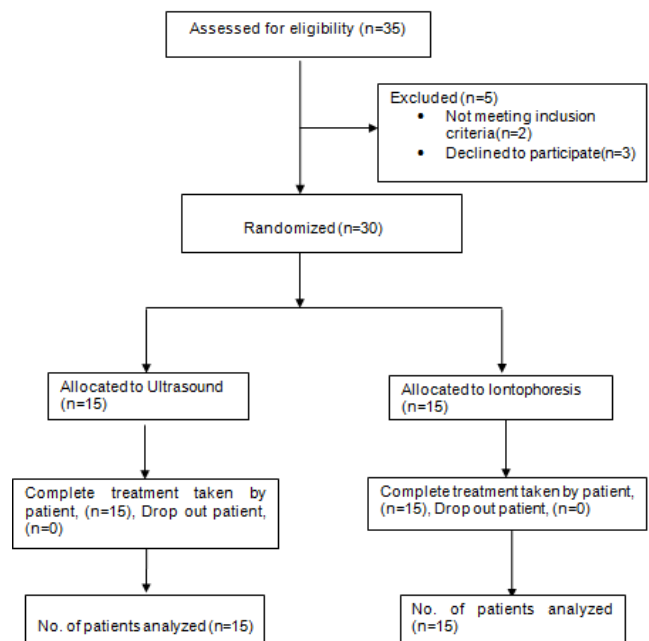 Assessed for eligibility (n=35)
Excluded (n=5)
• Not meeting inclusion
criteria(n=2)
• Declined to participate(n=3)
Randomized (n=30)
Allocated to Ultrasound
(n=15)
Allocated to Iontophoresis
(n=15)
Complete treatment taken by
patient, (n=15), Drop out patient,
(n=0)
Complete treatment taken by patient,
(n=15), Drop out patient, (n=0)
No. of patients analyzed (n=15)
No. of patients analyzed
(n=15)